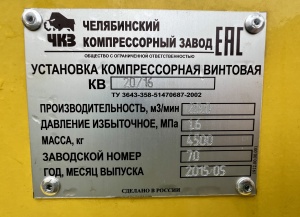 ЧКЗ
ЧЕЛЯБИНСКИЙ
КОМПРЕССОРНЫЙ ЗАВОД
ЕАС
ОБЩЕСТВО С ОГРАНИЧЕННОЙ ОТВЕТСТВЕННОСТЬЮ
УСТАНОВКА КОМПРЕССОРНАЯ ВИНТОВАЯ
КВ 20/16
ТУ 3643-358-51470687-2002
ПРОИЗВОДИТЕЛЬНОСТЬ, м3/мин
ДАВЛЕНИЕ ИЗБЫТОЧНОЕ, МПа 1,6
МАССА, кг 4500
ЗАВОДСКОЙ НОМЕР 70
ГОД, МЕСЯЦ ВЫПУСКА 2015 05
СДЕЛАНО В РОССИИ